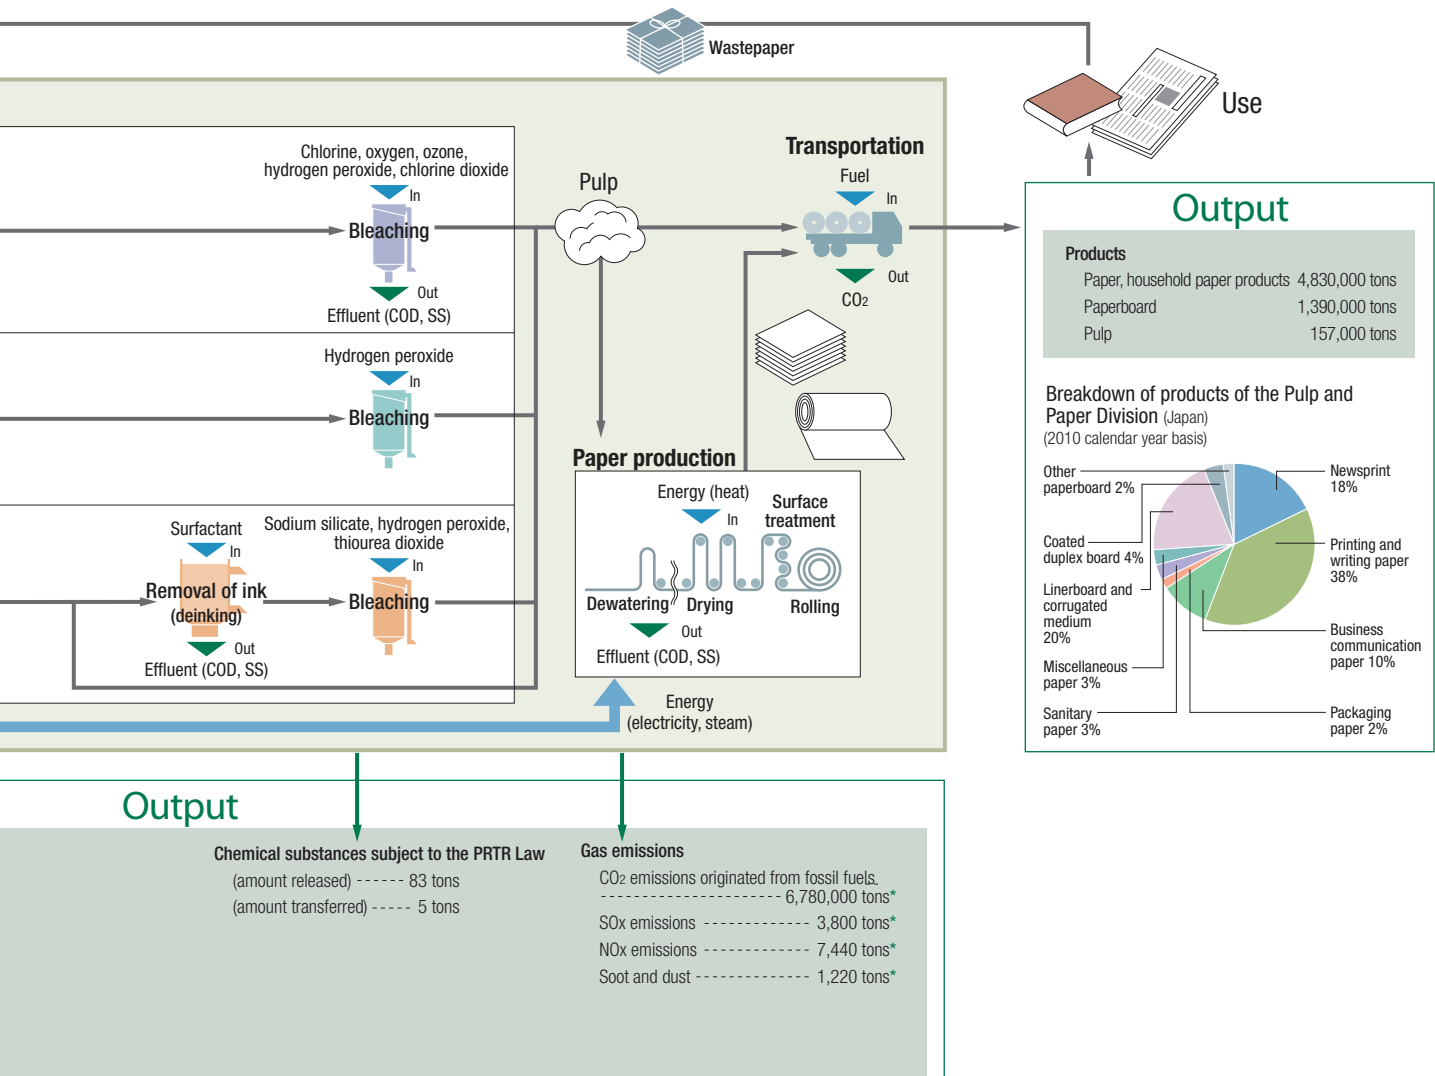 Wastepaper
Use
Chlorine, oxygen, ozone,
hydrogen peroxide, chlorine dioxide
In
Bleaching
Out
Effluent (COD, SS)
Pulp
Transportation
Fuel
In
Out
CO2
Hydrogen peroxide
In
Bleaching
Surfactant
In
Removal of ink
(deinking)
Out
Effluent (COD, SS)
Sodium silicate, hydrogen peroxide,
thiourea dioxide
In
Bleaching
Paper production
Energy (heat)
In
Surface
treatment
Dewatering
Drying
Rolling
Out
Effluent (COD, SS)
Energy
(electricity, steam)
Output
Products
Paper, household paper products 4,830,000 tons
Paperboard 1,390,000 tons
Pulp 157,000 tons
Breakdown of products of the Pulp and
Paper Division (Japan)
(2010 calendar year basis)
Other
paperboard 2%
Coated
duplex board 4%
Linerboard and
corrugated
medium
20%
Miscellaneous
paper 3%
Sanitary
paper 3%
Newsprint
18%
Printing and
writing paper
38%
Business
communication
paper 10%
Packaging
paper 2%
Output
Chemical substances subject to the PRTR Law
(amount released) ------ 83 tons
(amount transferred) ----- 5 tons
Gas emissions
CO2 emissions originated from fossil fuels
-------------------- 6,780,000 tons*
SOx emissions ------------ 3,800 tons*
NOx emissions ------------ 7,440 tons*
Soot and dust ------------- 1,220 tons*